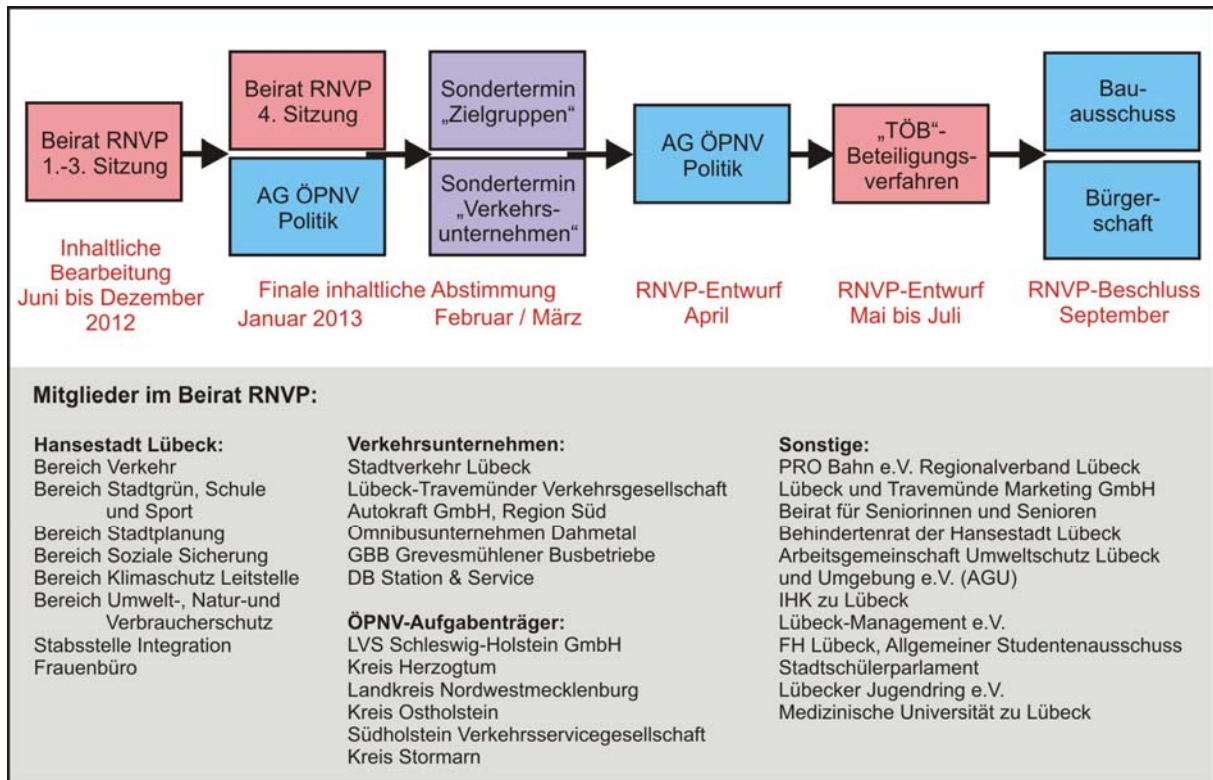 Beirat RNVP
1.-3. Sitzung
Inhaltliche
Bearbeitung
Juni bis Dezember
2012
Beirat RNVP
4. Sitzung
AG ÖPNV
Politik
Sondertermin
„Zielgruppen“
Sondertermin
„Verkehrs-
unternehmen“
Finale inhaltliche Abstimmung
Januar 2013
Februar / März
AG ÖPNV
Politik
RNVP-Entwurf
April
„TÖB“-
Beteiligungs-
verfahren
RNVP-Entwurf
Mai bis Juli
Bau-
ausschuss
Bürger-
schaft
RNVP-Beschluss
September
Mitglieder im Beirat RNVP:
Hansestadt Lübeck:
Bereich Verkehr
Bereich Stadtgrün, Schule
und Sport
Bereich Stadtplanung
Bereich Soziale Sicherung
Bereich Klimaschutz Leitstelle
Bereich Umwelt-, Natur-und
Verbraucherschutz
Stabsstelle Integration
Frauenbüro
Verkehrsunternehmen:
Stadtverkehr Lübeck
Lübeck-Travemünder Verkehrsgesellschaft
Autokraft GmbH, Region Süd
Omnibusunternehmen Dahmetal
GBB Grevesmühlener Busbetriebe
DB Station & Service
ÖPNV-Aufgabenträger:
LVS Schleswig-Holstein GmbH
Kreis Herzogtum
Landkreis Nordwestmecklenburg
Kreis Ostholstein
Südholstein Verkehrsservicegesellschaft
Kreis Stormarn
Sonstige:
PRO Bahn e.V. Regionalverband Lübeck
Lübeck und Travemünde Marketing GmbH
Beirat für Seniorinnen und Senioren
Behindertenrat der Hansestadt Lübeck
Arbeitsgemeinschaft Umweltschutz Lübeck
und Umgebung e.V. (AGU)
IHK zu Lübeck
Lübeck-Management e.V.
FH Lübeck, Allgemeiner Studentenausschuss
Stadtschülerparlament
Lübecker Jugendring e.V.
Medizinische Universität zu Lübeck